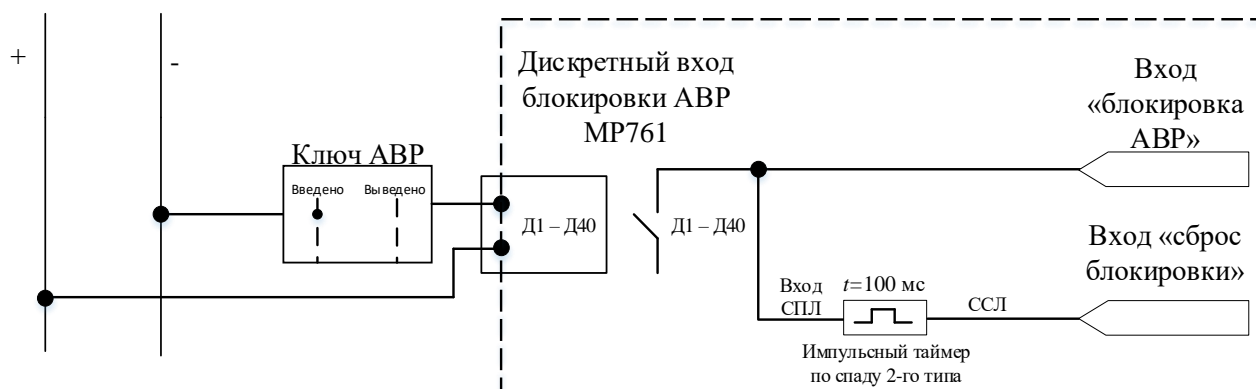 +
-
Дискретный вход
блокировки АВР
МР761
Вход
«блокировка
АВР»
Ключ АВР
Введено
Выведено
Д1 – Д40
Д1 – Д40
Вход «сброс
блокировки»
Вход
СПЛ
t=100 мс
ССЛ
Импульсный таймер
по спаду 2-го типа